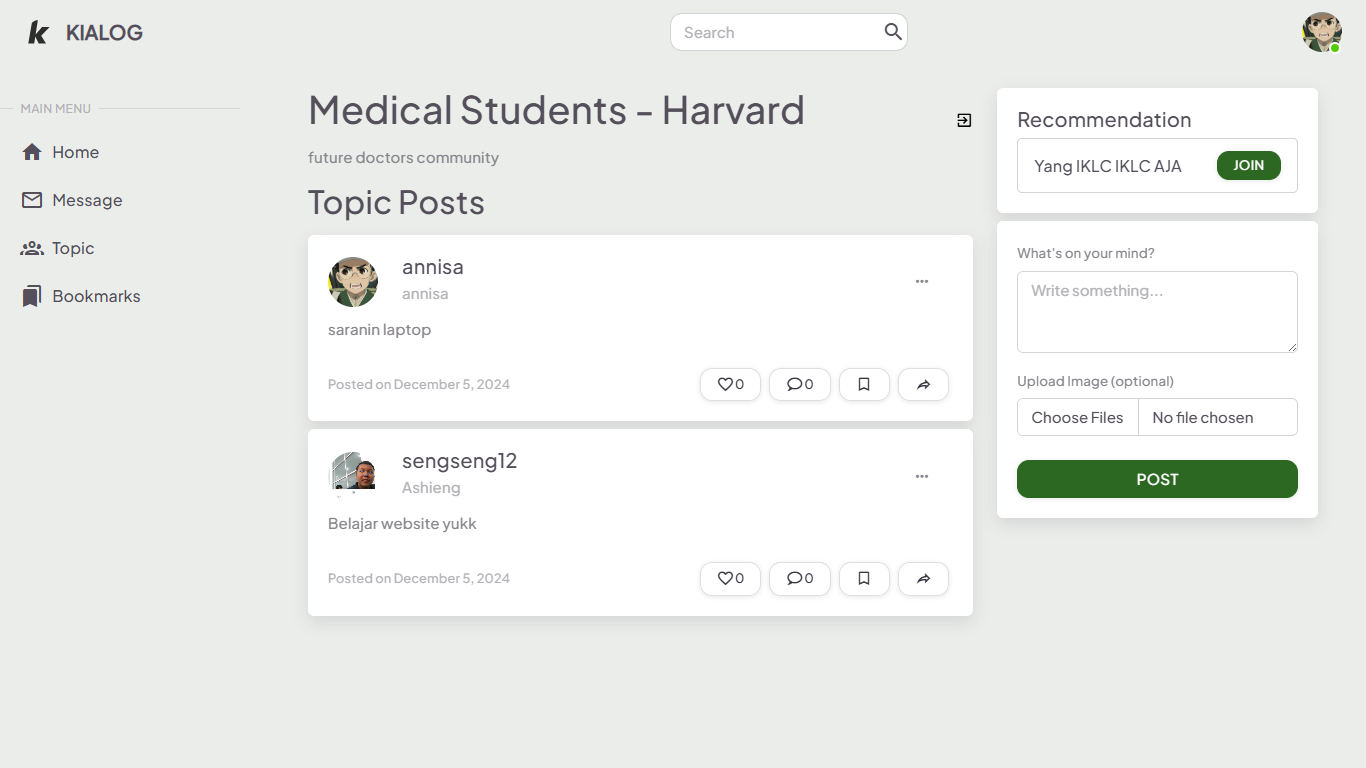 KIALOG
Search
MAIN MENU
Home
Message
Topic
Bookmarks
Medical Students - Harvard
future doctors community
Topic Posts
annisa
annisa
saranin laptop
Posted on December 5, 2024
0
0
sengseng12
Ashieng
Belajar website yukk
Posted on December 5, 2024
0
0
Recommendation
Yang IKLC IKLC AJA
JOIN
What's on your mind?
Write something...
Upload Image (optional)
Choose Files
No file chosen
POST